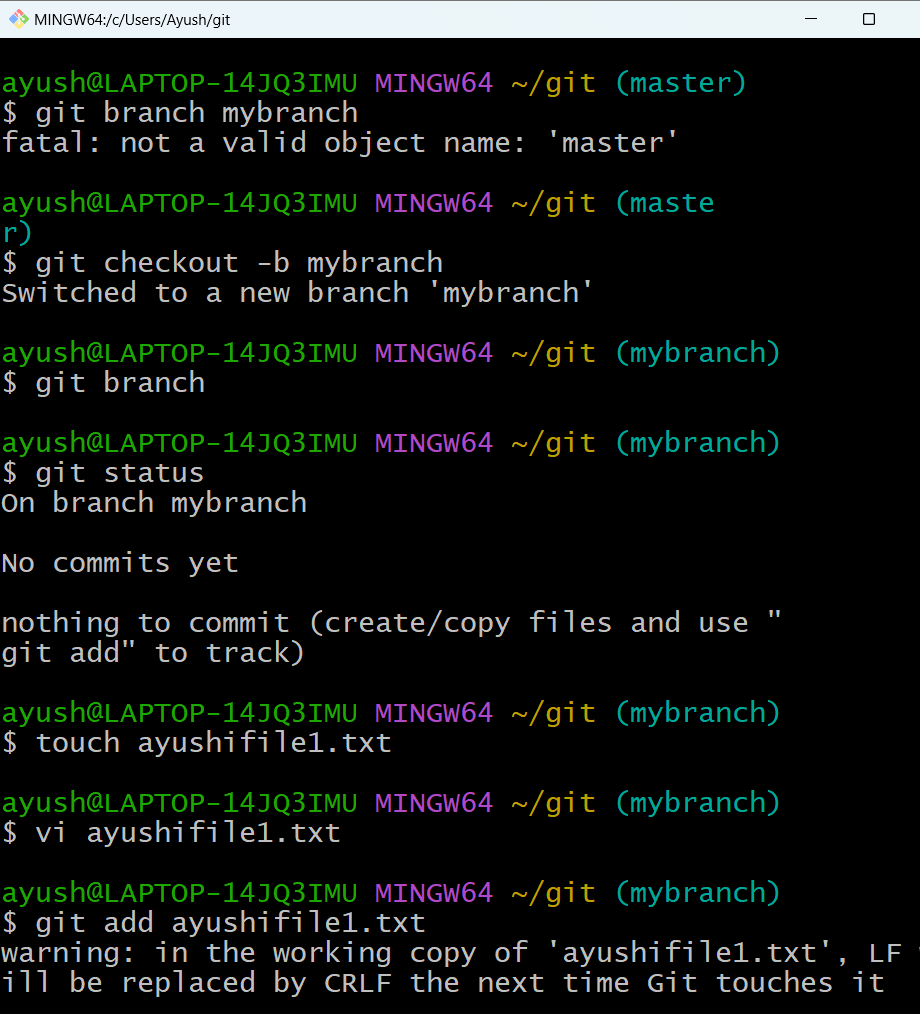 MINGW64:/c/Users/Ayush/git
ayush@LAPTOP-14JQ3IMU MINGW64 ~/git (master)
$ git branch mybranch
fatal: not a valid object name: 'master'
ayush@LAPTOP-14JQ3IMU MINGW64 ~/git (maste
r)
$ git checkout -b mybranch
Switched to a new branch 'mybranch'
ayush@LAPTOP-14JQ3IMU MINGW64 ~/git (mybranch)
$ git branch
ayush@LAPTOP-14JQ3IMU MINGW64 ~/git (mybranch)
$ git status
On branch mybranch
No commits yet
nothing to commit (create/copy files and use "
git add" to track)
ayush@LAPTOP-14JQ3IMU MINGW64 ~/git (mybranch)
$ touch ayushifile1.txt
ayush@LAPTOP-14JQ3IMU MINGW64 ~/git (mybranch)
$ vi ayushifile1.txt
ayush@LAPTOP-14JQ3IMU MINGW64 ~/git (mybranch)
$ git add ayushifile1.txt
warning: in the working copy of 'ayushifile1.txt', LF
ill be replaced by CRLF the next time Git touches it